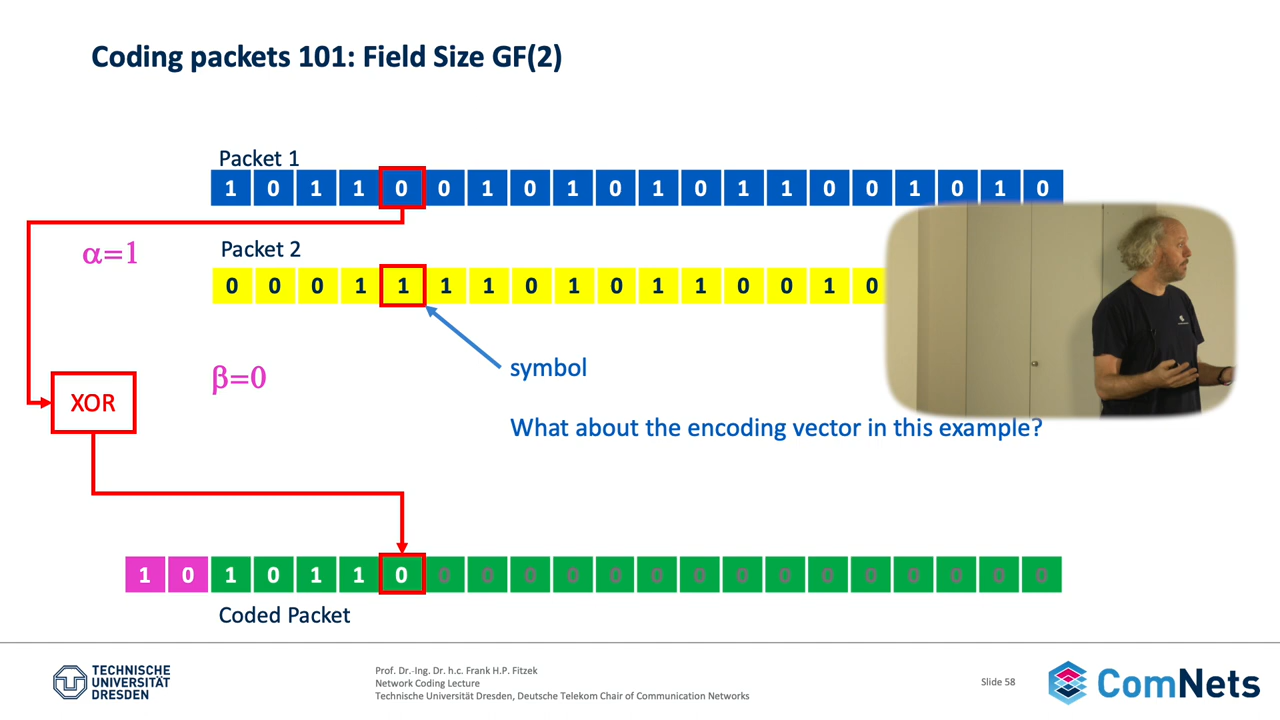 Coding packets 101: Field Size GF(2)
Packet 1
1 0 1 1 0 0 1 0 1 0 1 0 1 1 0 0 1 0 1 0
α=1
Packet 2
0 0 0 1 1 1 1 0 1 0 1 1 0 0 1 0
symbol
β=0
XOR
What about the encoding vector in this example?
1 0 1 0 1 1 0 0 0 0 0 0 0 0 0 0 0 0 0 0 0 0
Coded Packet
TECHNISCHE
UNIVERSITÄT
DRESDEN
Prof. Dr.-Ing. Dr. h.c. Frank H.P. Fitzek
Network Coding Lecture
Technische Universität Dresden, Deutsche Telekom Chair of Communication Networks
Slide 58
ComNets